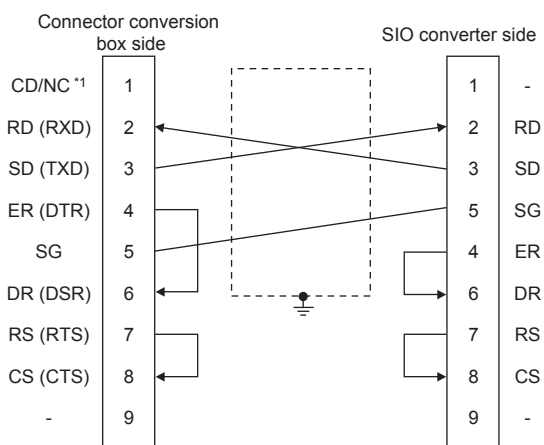 Connector conversion
box side
SIO converter side
CD/NC *1 1 1 -
RD (RXD) 2 2 RD
SD (TXD) 3 3 SD
ER (DTR) 4 5 SG
SG 5 4 ER
DR (DSR) 6 6 DR
RS (RTS) 7 7 RS
CS (CTS) 8 8 CS
- 9 9 -